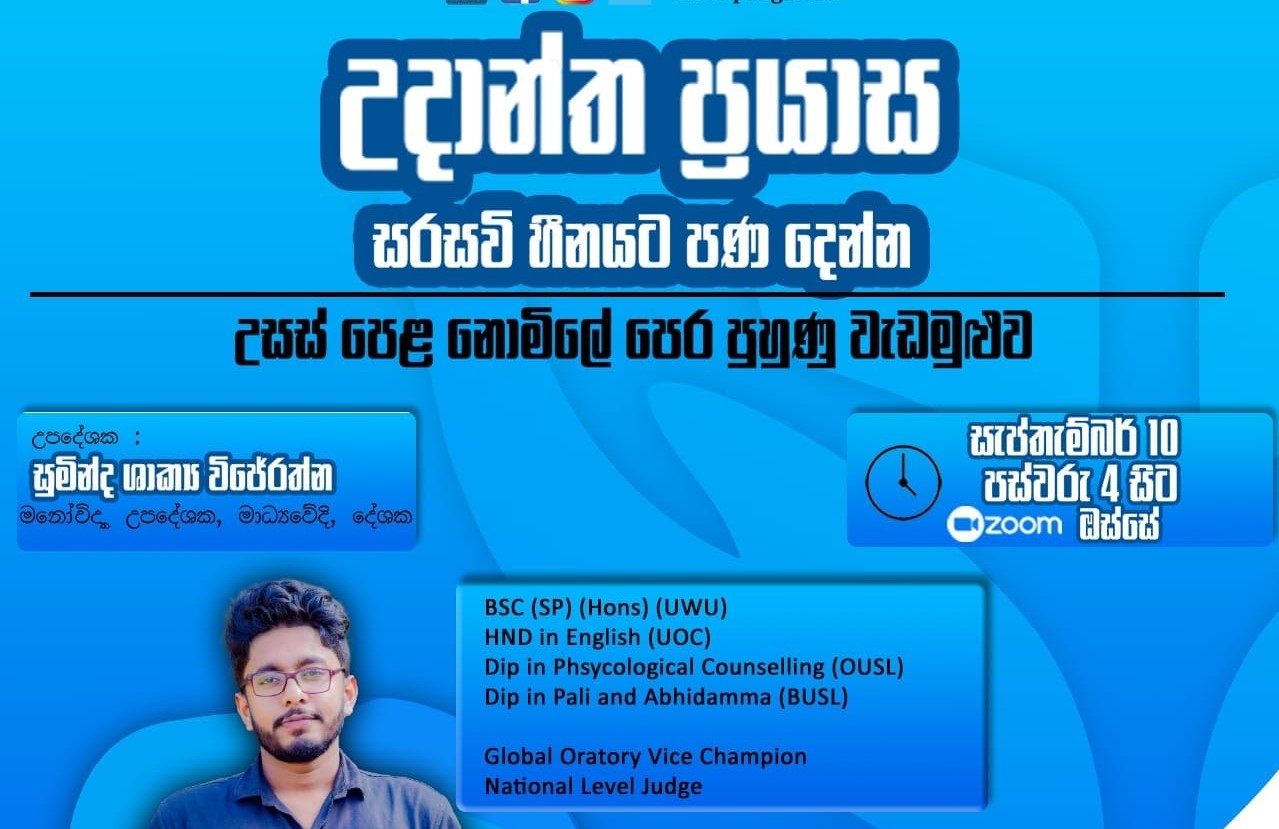 උදාන්ත ප්‍රයාස
සරසවි හීනයට පණ දෙන්න
උසස් පෙළ නොමිලේ පෙර පුහුණු වැඩමුළුව
උපදේශක :
සුමින්ද ශාක්‍ය විජේරත්න
මනෝවිද්‍යා උපදේශක, මාධ්‍යවේදි, දේශක
සැප්තැම්බර් 10
පස්වරු 4 සිට
zoom ඔස්සේ
BSC (SP) (Hons) (UWU)
HND in English (UOC)
Dip in Phsycological Counselling (OUSL)
Dip in Pali and Abhidamma (BUSL)
Global Oratory Vice Champion
National Level Judge